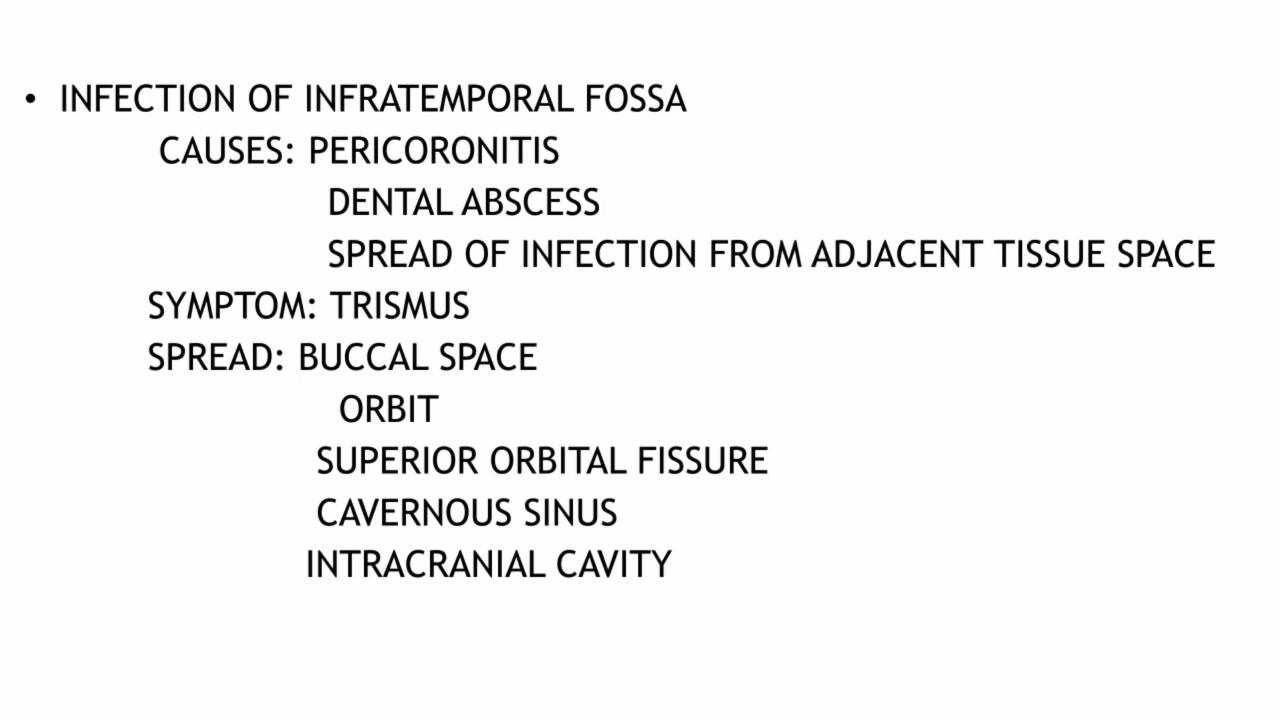 • INFECTION OF INFRATEMPORAL FOSSA
CAUSES: PERICORONITIS
DENTAL ABSCESS
SPREAD OF INFECTION FROM ADJACENT TISSUE SPACE
SYMPTOM: TRISMUS
SPREAD: BUCCAL SPACE
ORBIT
SUPERIOR ORBITAL FISSURE
CAVERNOUS SINUS
INTRACRANIAL CAVITY